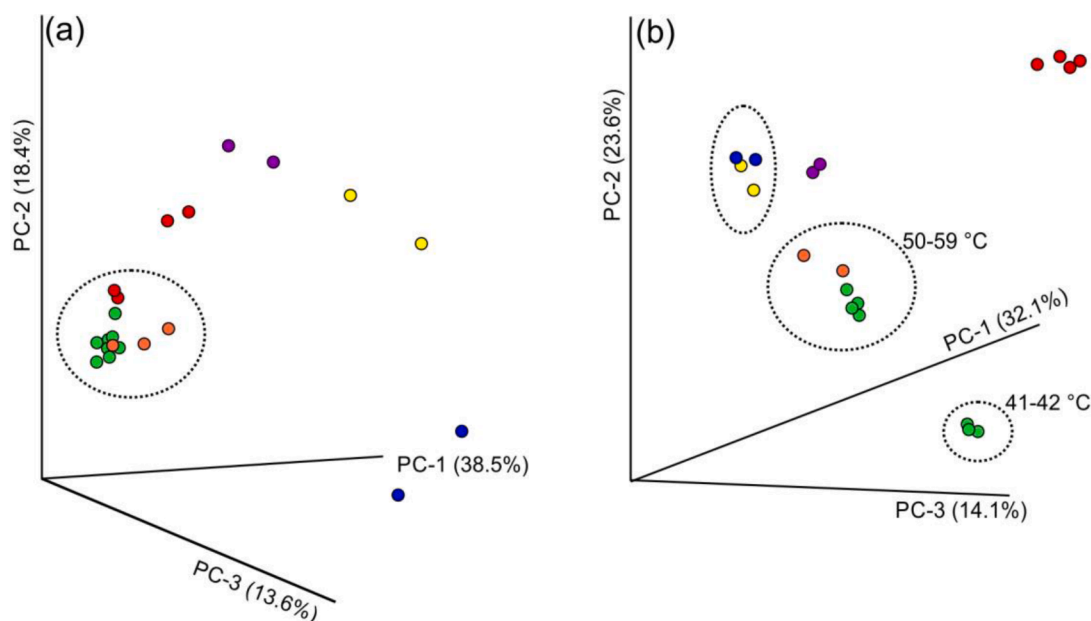 (a)
PC-2 (18.4%)
PC-1 (38.5%)
PC-3 (13.6%)
(b)
PC-2 (23.6%)
50-59 °C
PC-1 (32.1%)
41-42 °C
PC-3 (14.1%)